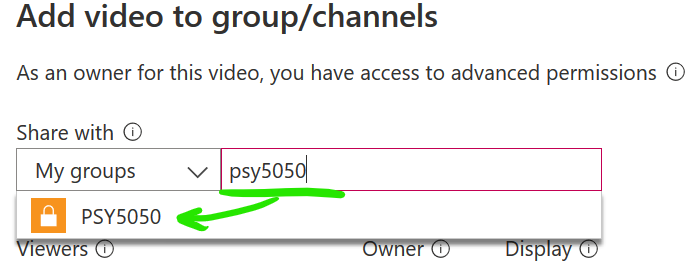 Add video to group/channels
As an owner for this video, you have access to advanced permissions
Share with
My groups psy5050
PSY5050
Viewers Owner Display